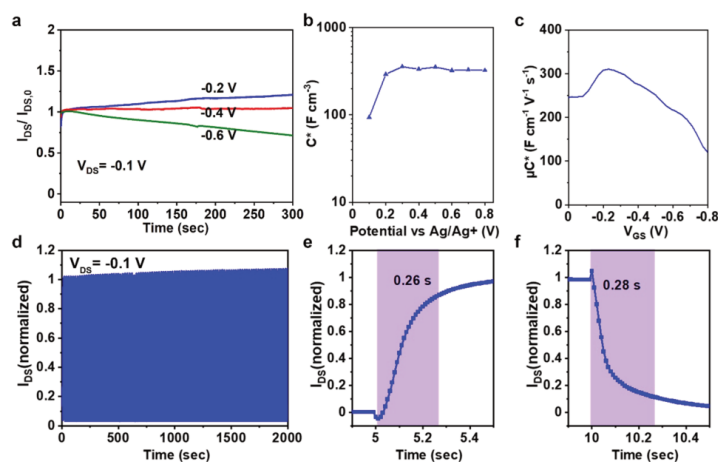 a
I_DS/ I_DS,0
2
1.5
1
0.5
0
-0.2 V
-0.4 V
-0.6 V
V_DS= -0.1 V
0 50 100 150 200 250 300
Time (sec)
b
C* (F cm⁻³)
1000
100
10
0 0.2 0.4 0.6 0.8
Potential vs Ag/Ag+ (V)
c
μC* (F cm⁻¹ V⁻¹ s⁻¹)
400
300
200
100
0
0 -0.2 -0.4 -0.6 -0.8
V_GS (V)
d
I_DS(normalized)
1.2
1
0.8
0.6
0.4
0.2
0
V_DS= -0.1 V
0 500 1000 1500 2000
Time (sec)
e
I_DS(normalized)
1.2
1
0.8
0.6
0.4
0.2
0
0.26 s
5 5.2 5.4
Time (sec)
f
I_DS(normalized)
1.2
1
0.8
0.6
0.4
0.2
0
0.28 s
10 10.2 10.4
Time (sec)